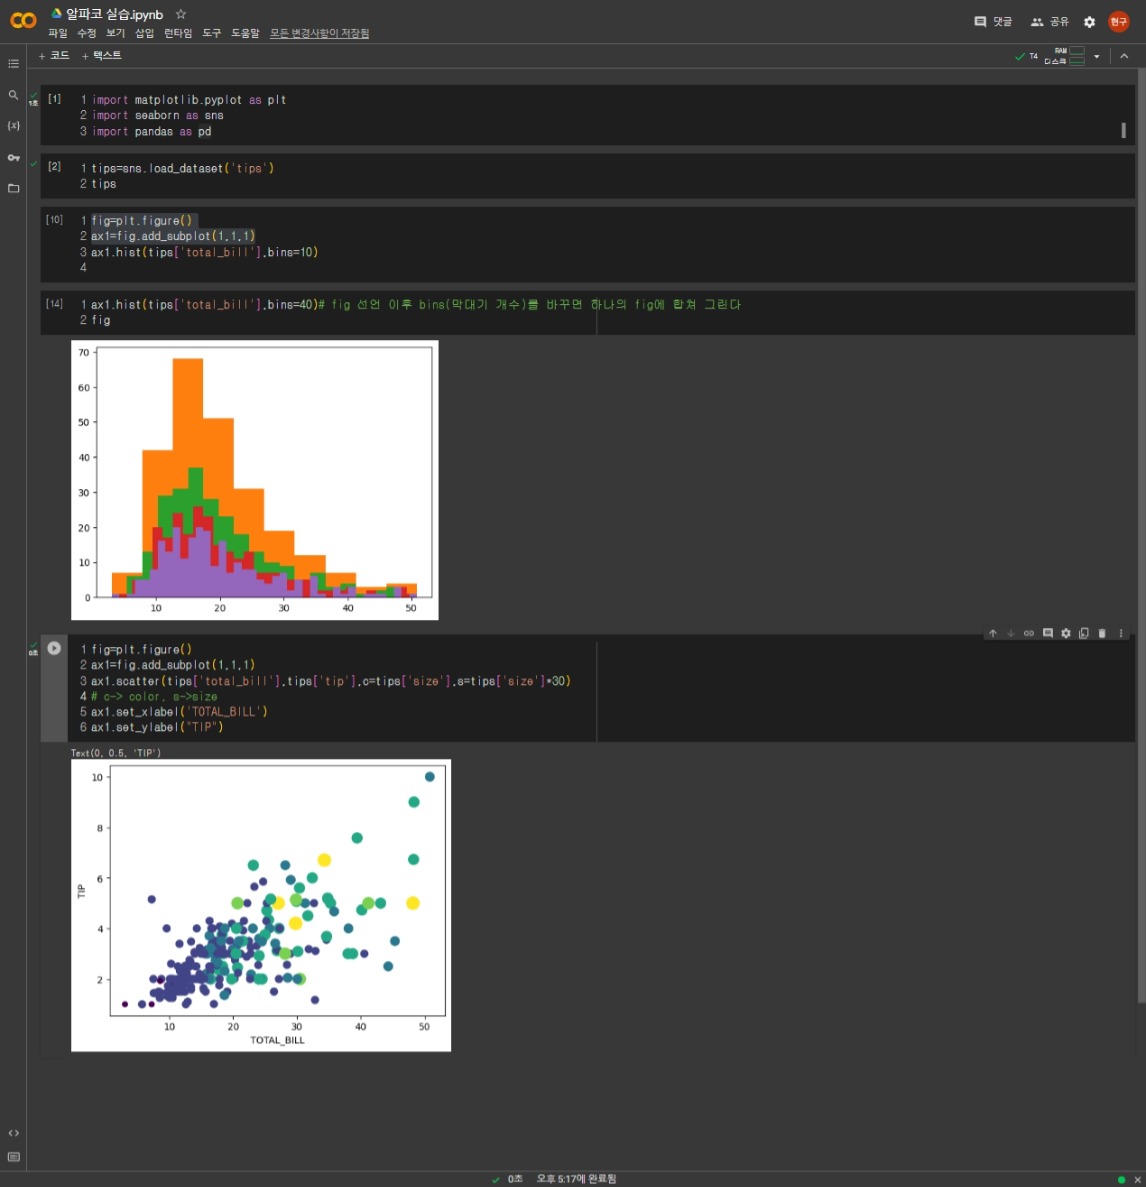 알파코 실습.ipynb
댓글
공유
현구
파일 수정 보기 삽입 런타임 도구 도움말 모든 변경사항이 저장됨
+ 코드 + 텍스트
T4
RAM
디스크
{x}
1초
[1]
1 import matplotlib.pyplot as plt
2 import seaborn as sns
3 import pandas as pd
[2]
1 tips=sns.load_dataset('tips')
2 tips
[10]
1 fig=plt.figure()
2 ax1=fig.add_subplot(1,1,1)
3 ax1.hist(tips['total_bill'],bins=10)
4
[14]
1 ax1.hist(tips['total_bill'],bins=40)# fig 선언 이후 bins(막대기 개수)를 바꾸면 하나의 fig에 합쳐 그린다
2 fig
70
60
50
40
30
20
10
0
10 20 30 40 50
0초
1 fig=plt.figure()
2 ax1=fig.add_subplot(1,1,1)
3 ax1.scatter(tips['total_bill'],tips['tip'],c=tips['size'],s=tips['size']*30)
4 # c-> color, s->size
5 ax1.set_xlabel('TOTAL_BILL')
6 ax1.set_ylabel("TIP")
Text(0, 0.5, 'TIP')
10
8
6
4
2
TIP
10 20 30 40 50
TOTAL_BILL
0초 오후 5:17에 완료됨